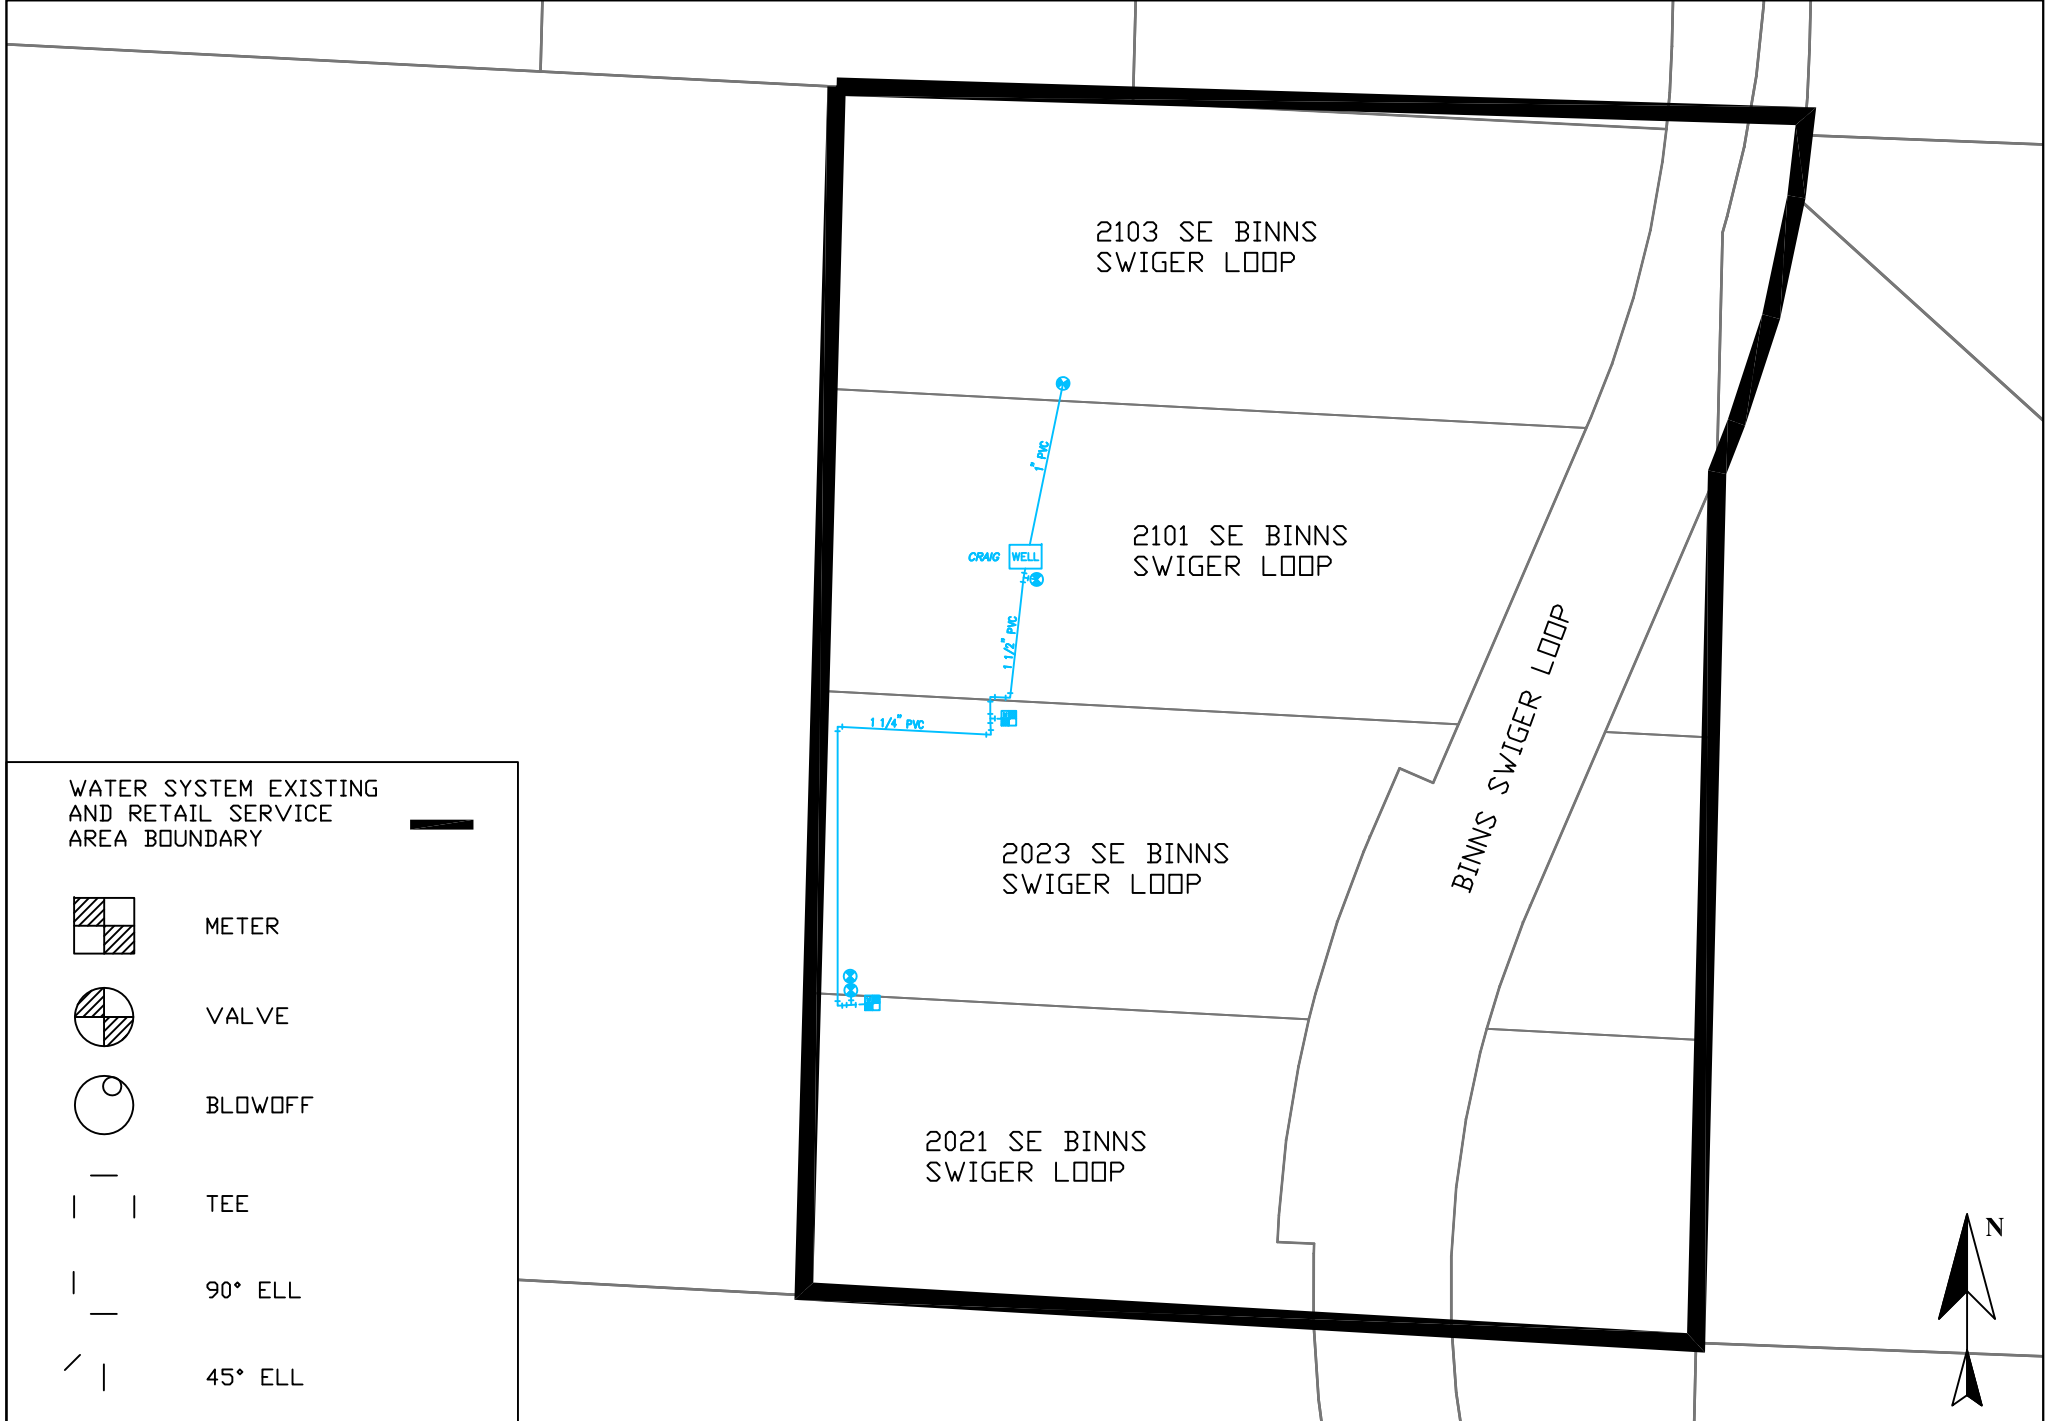 2103 SE BINNS
SWIGER LOOP
1" PVC
2101 SE BINNS
SWIGER LOOP
CRAIG WELL
1 1/2" PVC
1 1/4" PVC
BINNS SWIGER LOOP
2023 SE BINNS
SWIGER LOOP
2021 SE BINNS
SWIGER LOOP
WATER SYSTEM EXISTING
AND RETAIL SERVICE
AREA BOUNDARY
METER
VALVE
BLOWOFF
TEE
90° ELL
45° ELL
N